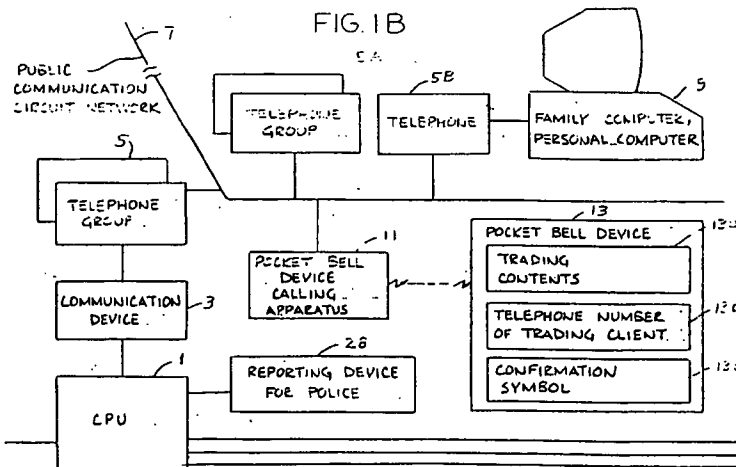 FIG. 1B
7
5A
PUBLIC
COMMUNICATION
CIRCUIT NETWORK
5B
9
TELEPHONE
GROUP
TELEPHONE
FAMILY COMPUTER,
PERSONAL COMPUTER
5
TELEPHONE
GROUP
13
11
POCKET BELL DEVICE
POCKET BELL
DEVICE
CALLING
APPARATUS
TRADING
CONTENTS
COMMUNICATION
DEVICE
3
TELEPHONE NUMBER
OF TRADING CLIENT
1
26
REPORTING DEVICE
FOR POLICE
CONFIRMATION
SYMBOL
CPU